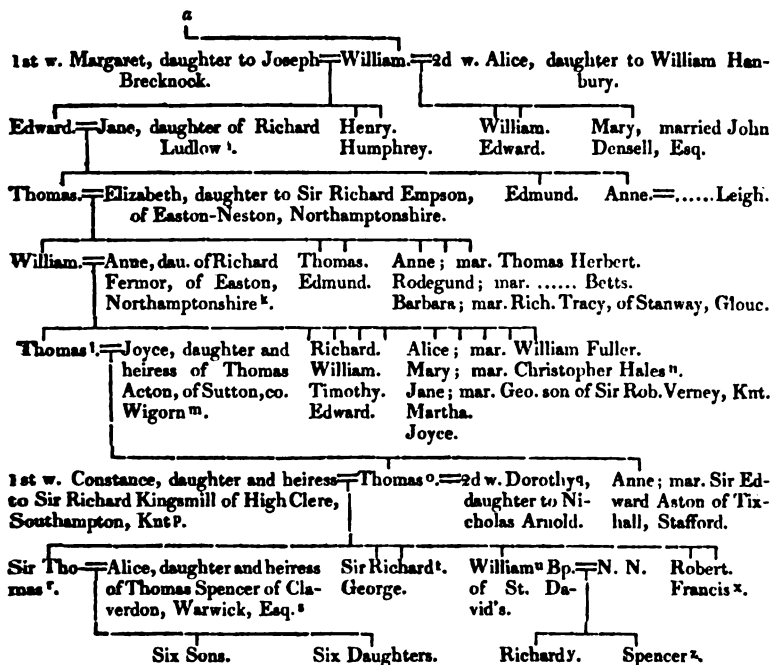 a
1st w. Margaret, daughter to Joseph=William.=2d w. Alice, daughter to William Han-
Brecknock. bury.
Edward.=Jane, daughter of Richard Henry. William. Mary, married John
Ludlow i. Humphrey. Edward. Densell, Esq.
Thomas.=Elizabeth, daughter to Sir Richard Empson, Edmund. Anne.=......Leigh.
of Easton-Neston, Northamptonshire.
William.=Anne, dau. of Richard Thomas. Anne; mar. Thomas Herbert.
Fermor, of Easton, Edmund. Rodegund; mar. ...... Betts.
Northamptonshire k. Barbara; mar. Rich. Tracy, of Stanway, Glouc.
Thomas l.=Joyce, daughter and Richard. Alice; mar. William Fuller.
heiress of Thomas William. Mary; mar. Christopher Hales n.
Acton, of Sutton, co. Timothy. Jane; mar. Geo. son of Sir Rob. Verney, Knt.
Wigorn m. Edward. Martha.
Joyce.
1st w. Constance, daughter and heiress=Thomas o.=2d w. Dorothy q, Anne; mar. Sir Ed-
to Sir Richard Kingsmill of High Clere, daughter to Ni- ward Aston of Tix-
Southampton, Knt p. cholas Arnold. hall, Stafford.
Sir Tho-=Alice, daughter and heiress Sir Richard t. William u Bp.=N. N. Robert.
mas r. of Thomas Spencer of Cla- George. of St. Da- Francis x.
verdon, Warwick, Esq. s vid's.
Six Sons. Six Daughters. Richard y. Spencer z.